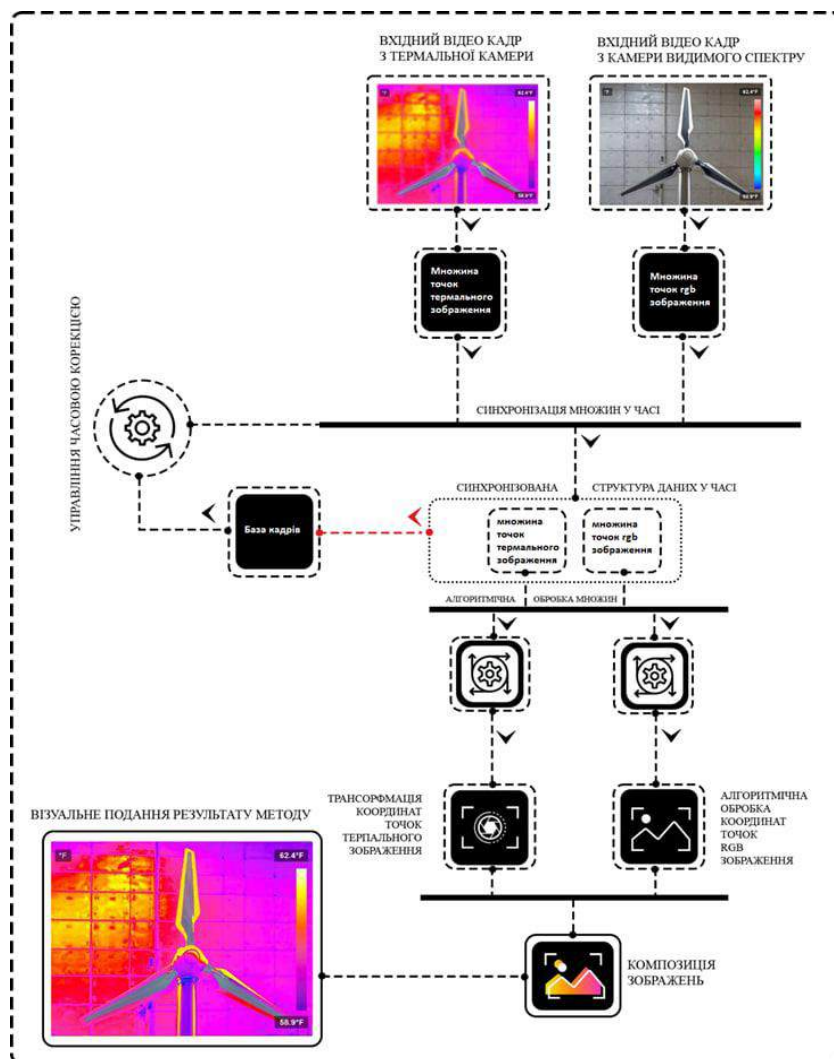 ВХІДНИЙ ВІДЕО КАДР
З ТЕРМАЛЬНОЇ КАМЕРИ
ВХІДНИЙ ВІДЕО КАДР
З КАМЕРИ ВИДИМОГО СПЕКТРУ
°F
62.4°F
58.9°F
°F
62.4°F
58.9°F
Множина
точок
термального
зображення
Множина
точок rgb
зображення
УПРАВЛІННЯ ЧАСОВОЮ КОРЕКЦІЄЮ
СИНХРОНІЗАЦІЯ МНОЖИН У ЧАСІ
СИНХРОНІЗОВАНА
СТРУКТУРА ДАНИХ У ЧАСІ
База кадрів
множина
точок
термального
зображення
множина
точок rgb
зображення
АЛГОРИТМІЧНА
ОБРОБКА МНОЖИН
ТРАНСОРФМАЦІЯ
КООРДИНАТ
ТОЧОК
ТЕРПАЛЬНОГО
ЗОБРАЖЕННЯ
АЛГОРИТМІЧНА
ОБРОБКА
КООРДИНАТ
ТОЧОК
RGB
ЗОБРАЖЕННЯ
ВІЗУАЛЬНЕ ПОДАННЯ РЕЗУЛЬТАТУ МЕТОДУ
°F
62.4°F
58.9°F
КОМПОЗИЦІЯ
ЗОБРАЖЕНЬ